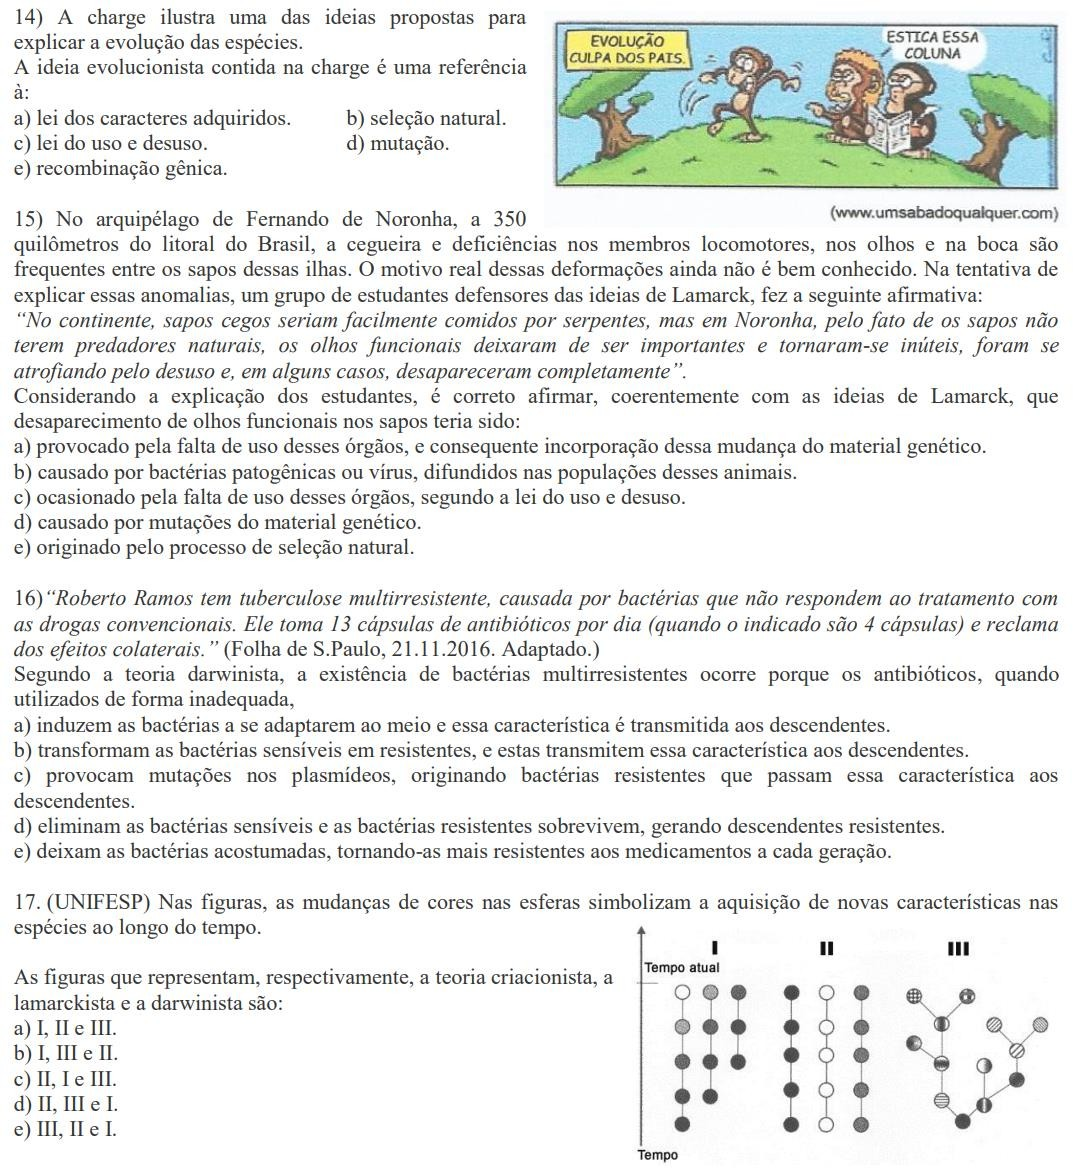 14) A charge ilustra uma das ideias propostas para
explicar a evolução das espécies.
A ideia evolucionista contida na charge é uma referência
à:
a) lei dos caracteres adquiridos. b) seleção natural.
c) lei do uso e desuso. d) mutação.
e) recombinação gênica.
EVOLUÇÃO
CULPA DOS PAIS.
ESTICA ESSA
COLUNA
(www.umsabadoqualquer.com)
15) No arquipélago de Fernando de Noronha, a 350
quilômetros do litoral do Brasil, a cegueira e deficiências nos membros locomotores, nos olhos e na boca são
frequentes entre os sapos dessas ilhas. O motivo real dessas deformações ainda não é bem conhecido. Na tentativa de
explicar essas anomalias, um grupo de estudantes defensores das ideias de Lamarck, fez a seguinte afirmativa:
“No continente, sapos cegos seriam facilmente comidos por serpentes, mas em Noronha, pelo fato de os sapos não
terem predadores naturais, os olhos funcionais deixaram de ser importantes e tornaram-se inúteis, foram se
atrofiando pelo desuso e, em alguns casos, desapareceram completamente”.
Considerando a explicação dos estudantes, é correto afirmar, coerentemente com as ideias de Lamarck, que
desaparecimento de olhos funcionais nos sapos teria sido:
a) provocado pela falta de uso desses órgãos, e consequente incorporação dessa mudança do material genético.
b) causado por bactérias patogênicas ou vírus, difundidos nas populações desses animais.
c) ocasionado pela falta de uso desses órgãos, segundo a lei do uso e desuso.
d) causado por mutações do material genético.
e) originado pelo processo de seleção natural.
16) “Roberto Ramos tem tuberculose multirresistente, causada por bactérias que não respondem ao tratamento com
as drogas convencionais. Ele toma 13 cápsulas de antibióticos por dia (quando o indicado são 4 cápsulas) e reclama
dos efeitos colaterais.” (Folha de S.Paulo, 21.11.2016. Adaptado.)
Segundo a teoria darwinista, a existência de bactérias multirresistentes ocorre porque os antibióticos, quando
utilizados de forma inadequada,
a) induzem as bactérias a se adaptarem ao meio e essa característica é transmitida aos descendentes.
b) transformam as bactérias sensíveis em resistentes, e estas transmitem essa característica aos descendentes.
c) provocam mutações nos plasmídeos, originando bactérias resistentes que passam essa característica aos
descendentes.
d) eliminam as bactérias sensíveis e as bactérias resistentes sobrevivem, gerando descendentes resistentes.
e) deixam as bactérias acostumadas, tornando-as mais resistentes aos medicamentos a cada geração.
17. (UNIFESP) Nas figuras, as mudanças de cores nas esferas simbolizam a aquisição de novas características nas
espécies ao longo do tempo.
As figuras que representam, respectivamente, a teoria criacionista, a
lamarckista e a darwinista são:
a) I, II e III.
b) I, III e II.
c) II, I e III.
d) II, III e I.
e) III, II e I.
I II III
Tempo atual
Tempo